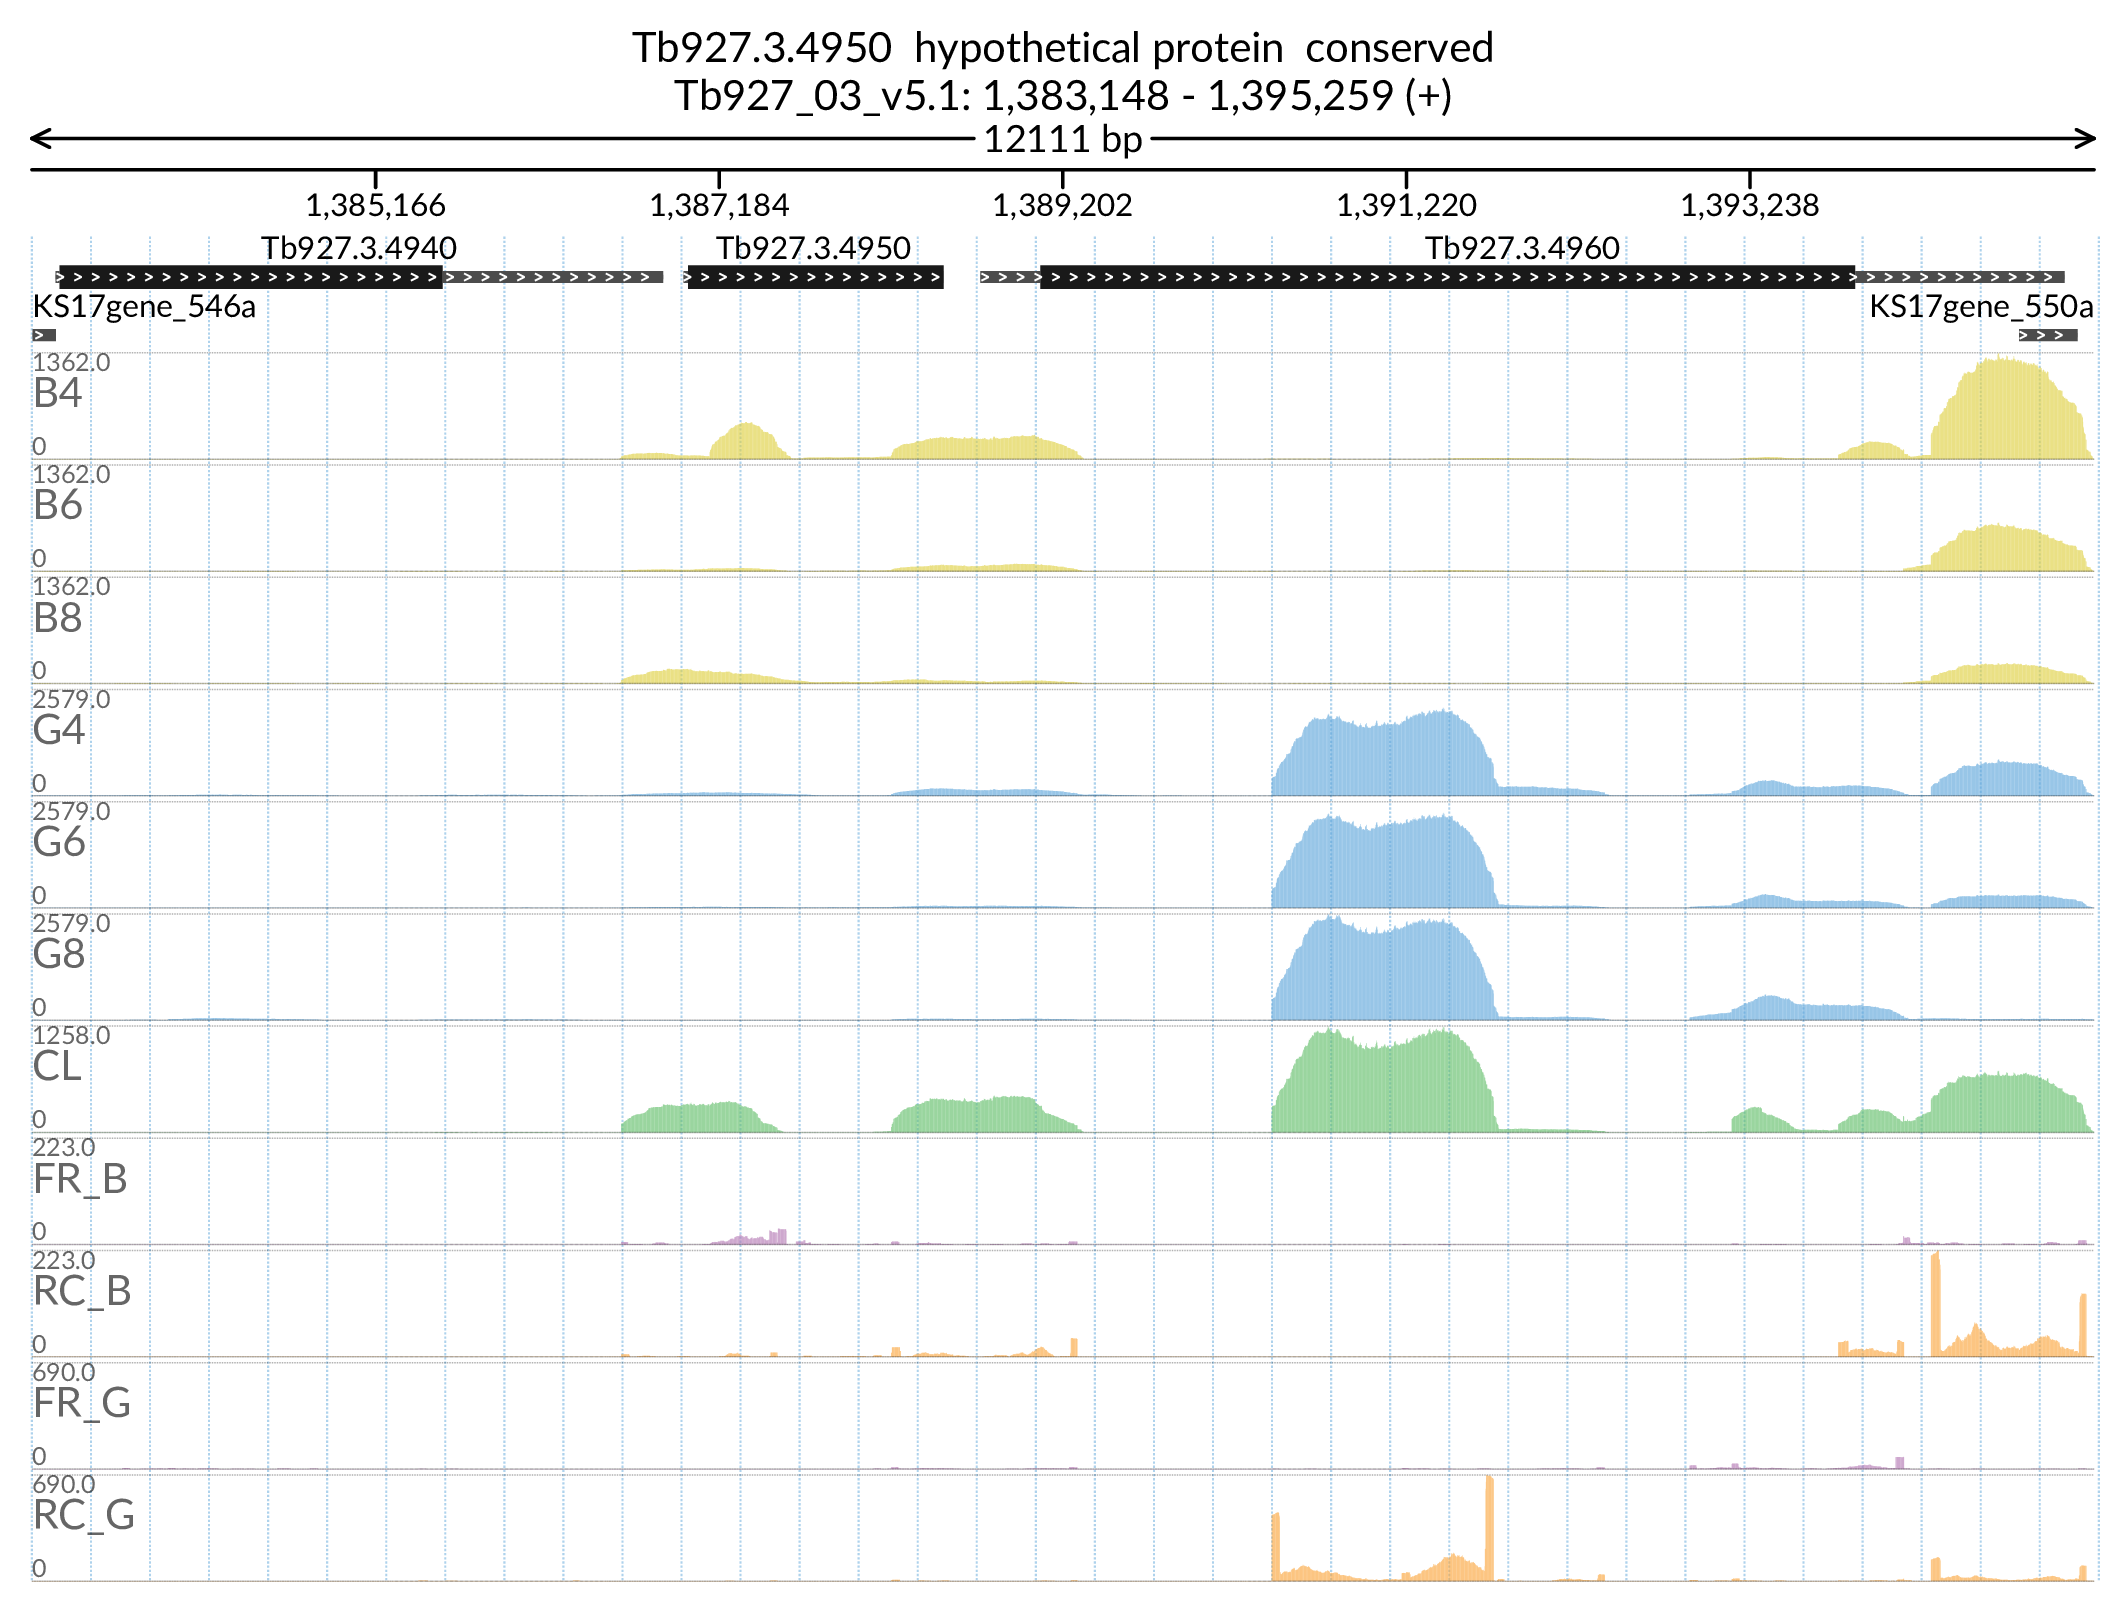 Tb927.3.4950  hypothetical protein  conserved
Tb927_03_v5.1: 1,383,148 - 1,395,259 (+)
12111 bp
1,385,166 1,387,184 1,389,202 1,391,220 1,393,238
Tb927.3.4940 Tb927.3.4950 Tb927.3.4960
KS17gene_546a KS17gene_550a
1362.0
B4
0
1362.0
B6
0
1362.0
B8
0
2579.0
G4
0
2579.0
G6
0
2579.0
G8
0
1258.0
CL
0
223.0
FR_B
0
223.0
RC_B
0
690.0
FR_G
0
690.0
RC_G
0